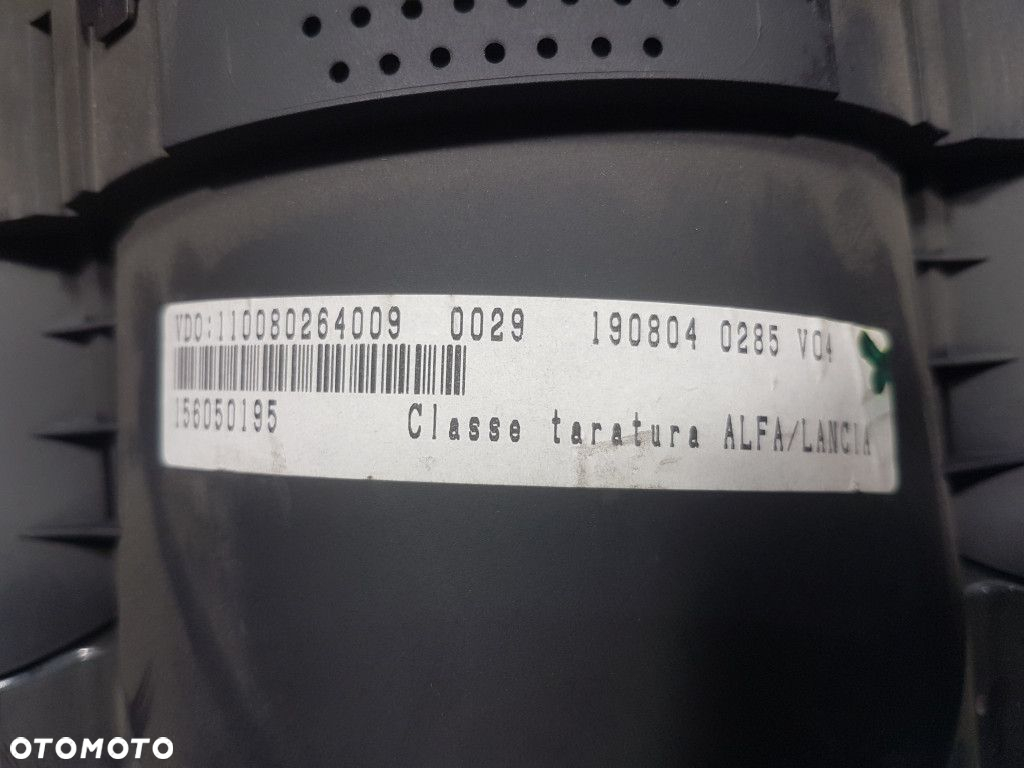 VDO:110080264009 0029 190804 0285 V04
156050195 Classe taratura ALFA/LANCIA
OTOMOTO